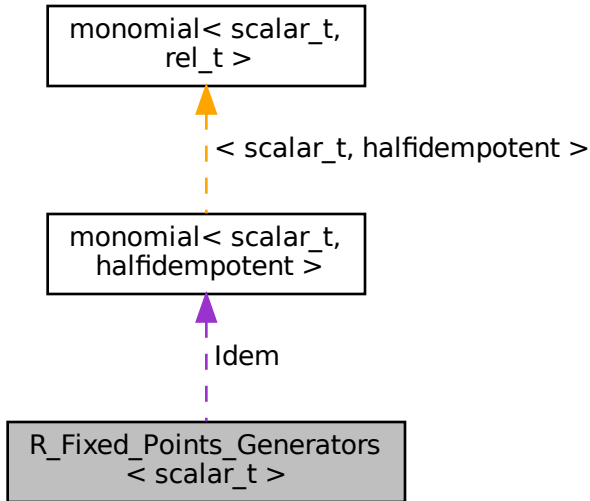 monomial< scalar_t,
rel_t >
< scalar_t, halfidempotent >
monomial< scalar_t,
halfidempotent >
Idem
R_Fixed_Points_Generators
< scalar_t >